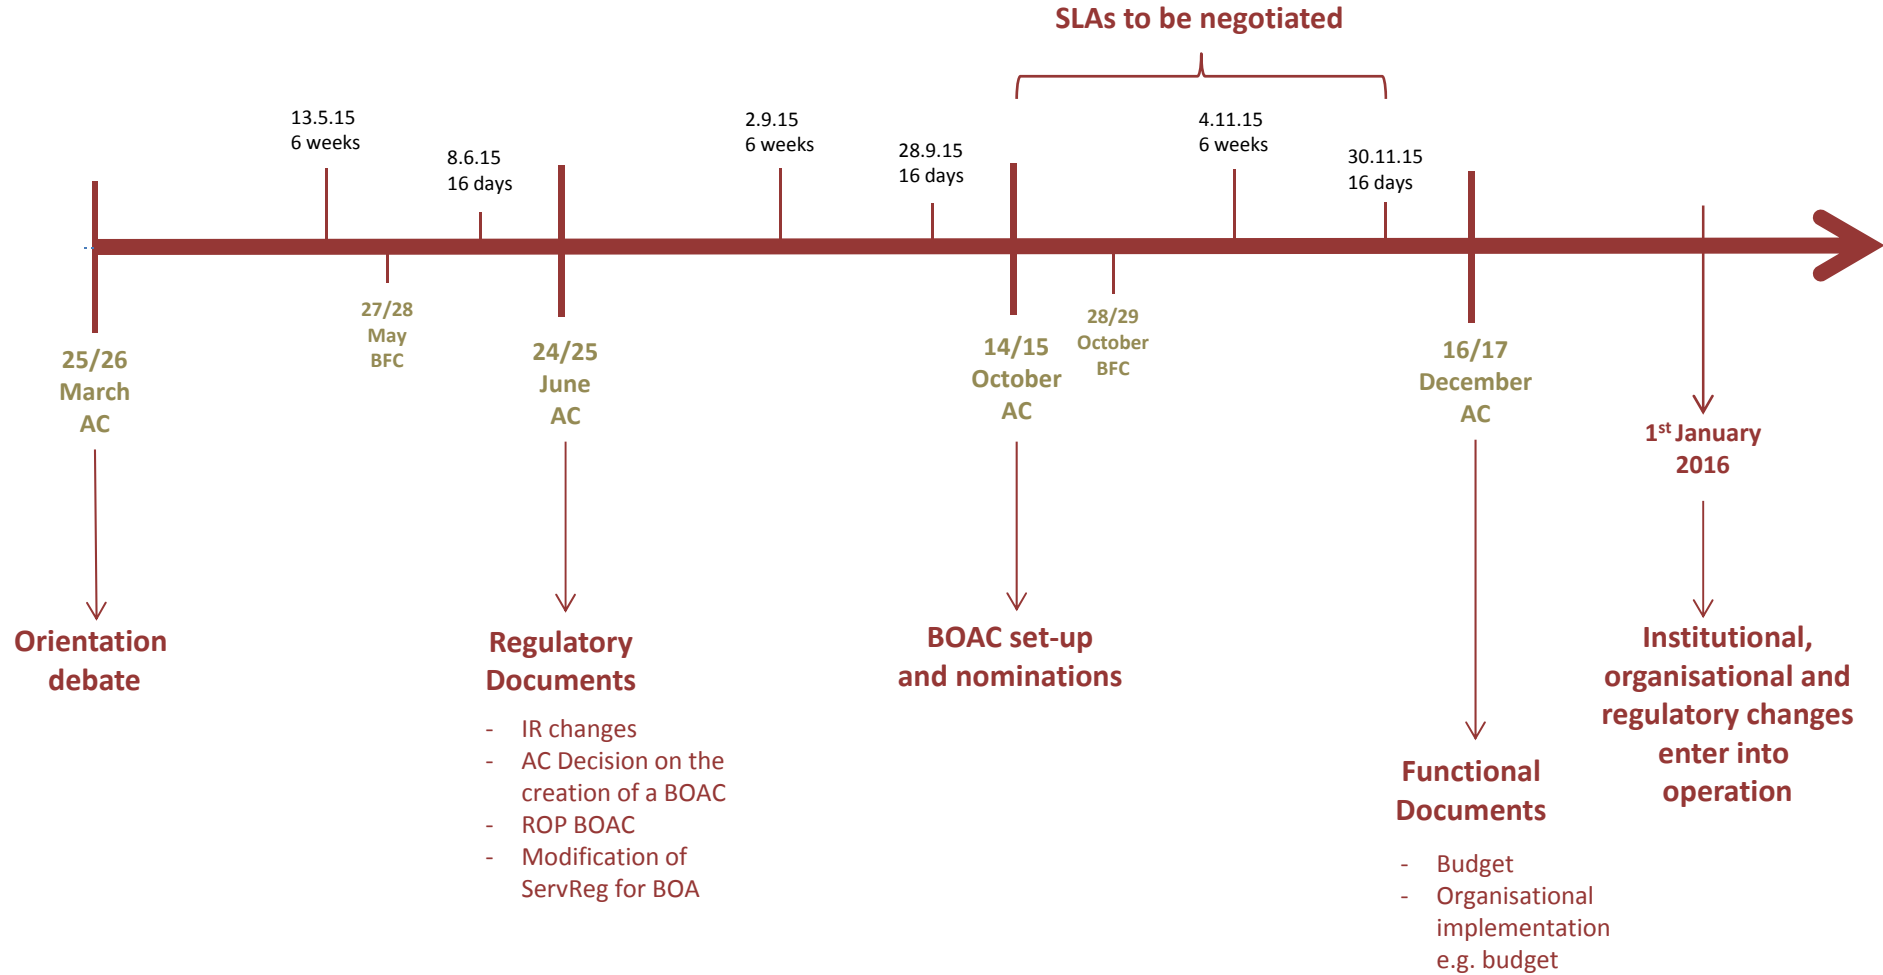 SLAs to be negotiated
13.5.15
6 weeks
8.6.15
16 days
2.9.15
6 weeks
28.9.15
16 days
4.11.15
6 weeks
30.11.15
16 days
25/26
March
AC
27/28
May
BFC
24/25
June
AC
14/15
October
AC
28/29
October
BFC
16/17
December
AC
1st January
2016
Orientation
debate
Regulatory
Documents
- IR changes
- AC Decision on the
creation of a BOAC
- ROP BOAC
- Modification of
ServReg for BOA
BOAC set-up
and nominations
Functional
Documents
- Budget
- Organisational
implementation
e.g. budget
Institutional,
organisational and
regulatory changes
enter into
operation